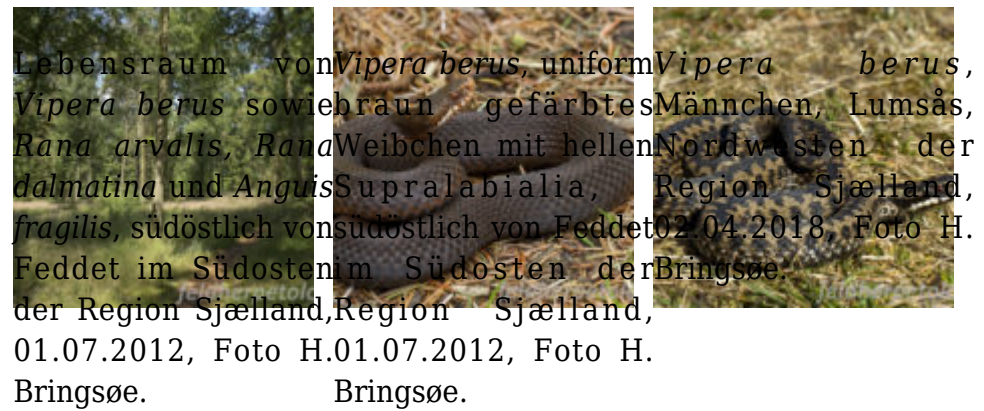 Lebensraum von
Vipera berus sowie
Rana arvalis, Rana
dalmatina und Anguis
fragilis, südöstlich von
Feddet im Südosten
der Region Sjælland,
01.07.2012, Foto H.
Bringsøe.
Vipera berus, uniform
braun gefärbtes
Weibchen mit hellen
Supralabialia,
südöstlich von Feddet
im Südosten der
Region Sjælland,
01.07.2012, Foto H.
Bringsøe.
Vipera berus,
Männchen, Lumsås,
Nordwesten der
Region Sjælland,
02.04.2018, Foto H.
Bringsøe.